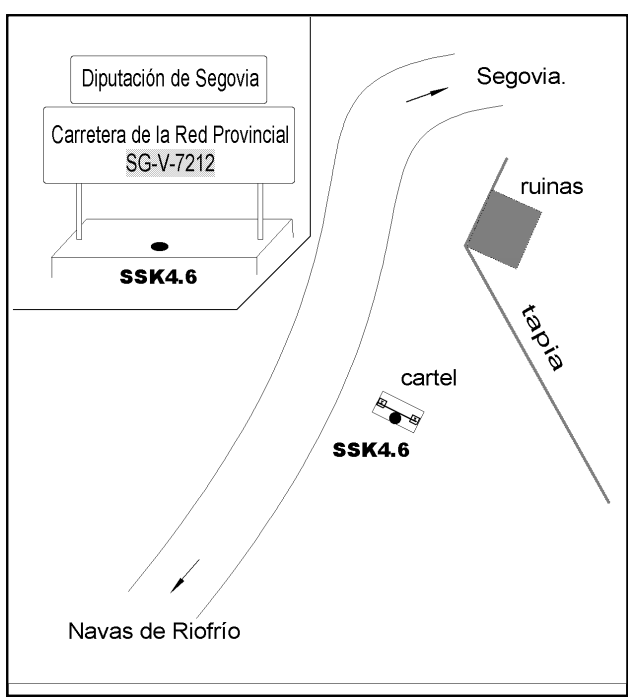 Diputación de Segovia
Carretera de la Red Provincial
SG-V-7212
SSK4.6
Segovia.
ruinas
tapia
cartel
SSK4.6
Navas de Riofrío